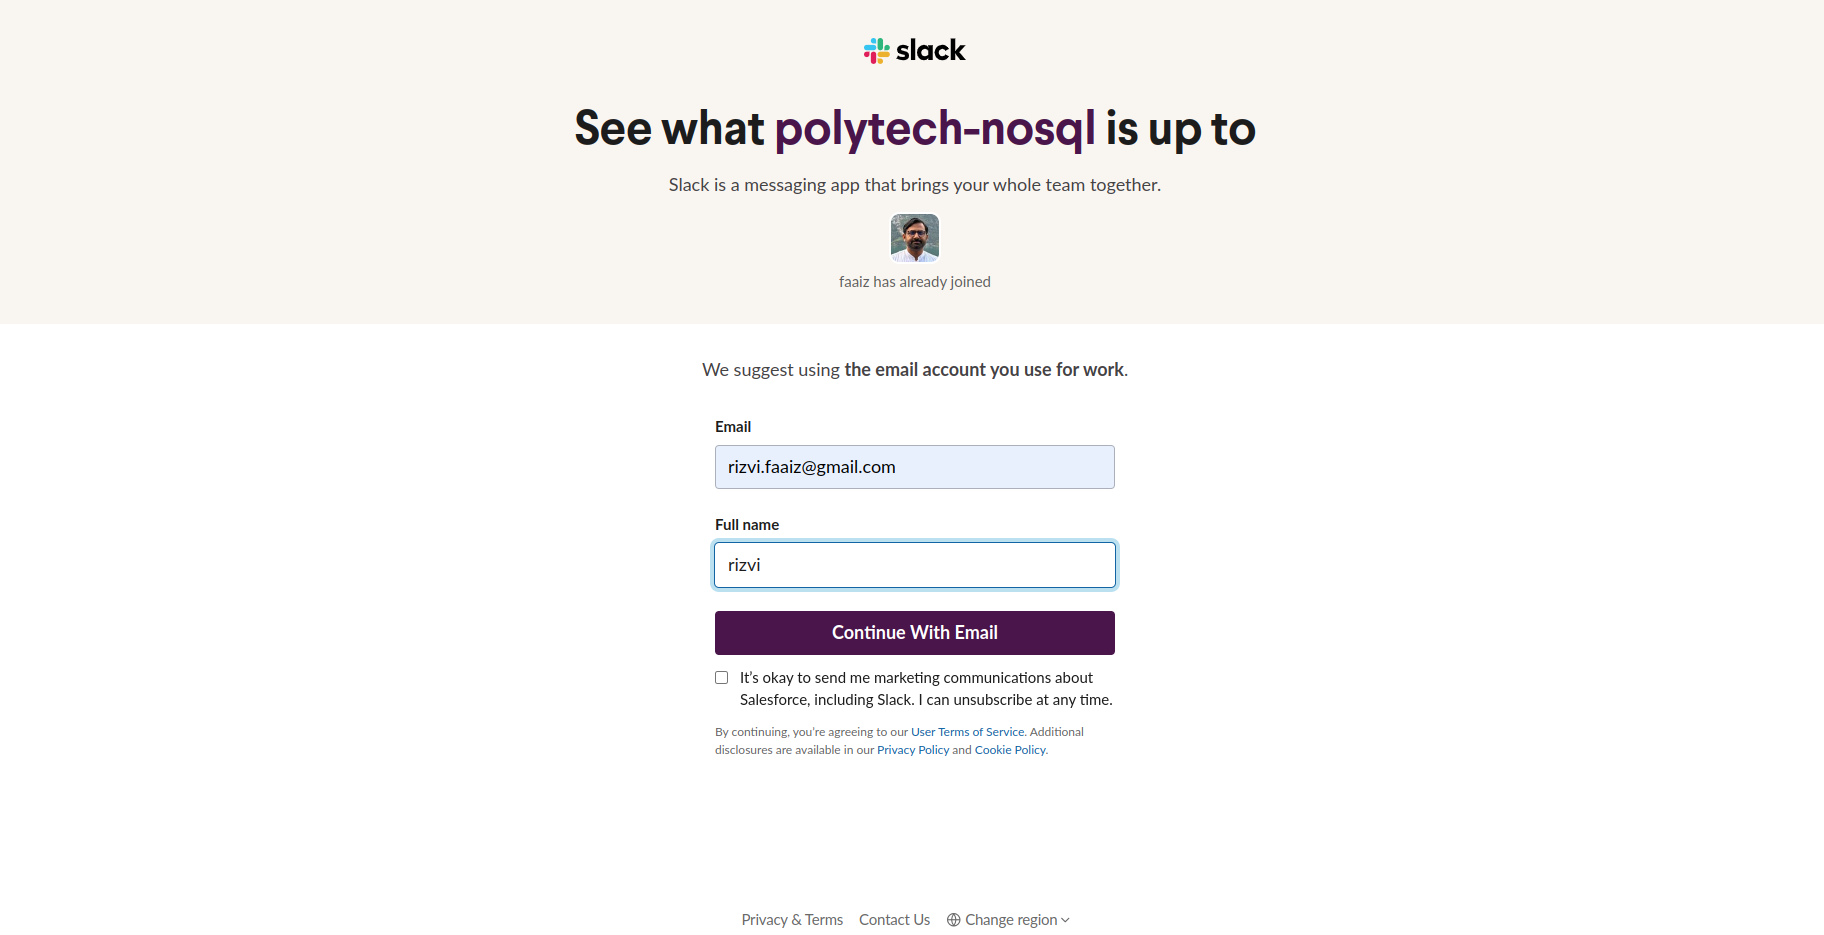 slack
See what polytech-nosql is up to
Slack is a messaging app that brings your whole team together.
faaiz has already joined
We suggest using the email account you use for work.
Email
rizvi.faaiz@gmail.com
Full name
rizvi
Continue With Email
It’s okay to send me marketing communications about
Salesforce, including Slack. I can unsubscribe at any time.
By continuing, you’re agreeing to our User Terms of Service. Additional
disclosures are available in our Privacy Policy and Cookie Policy.
Privacy & Terms Contact Us Change region